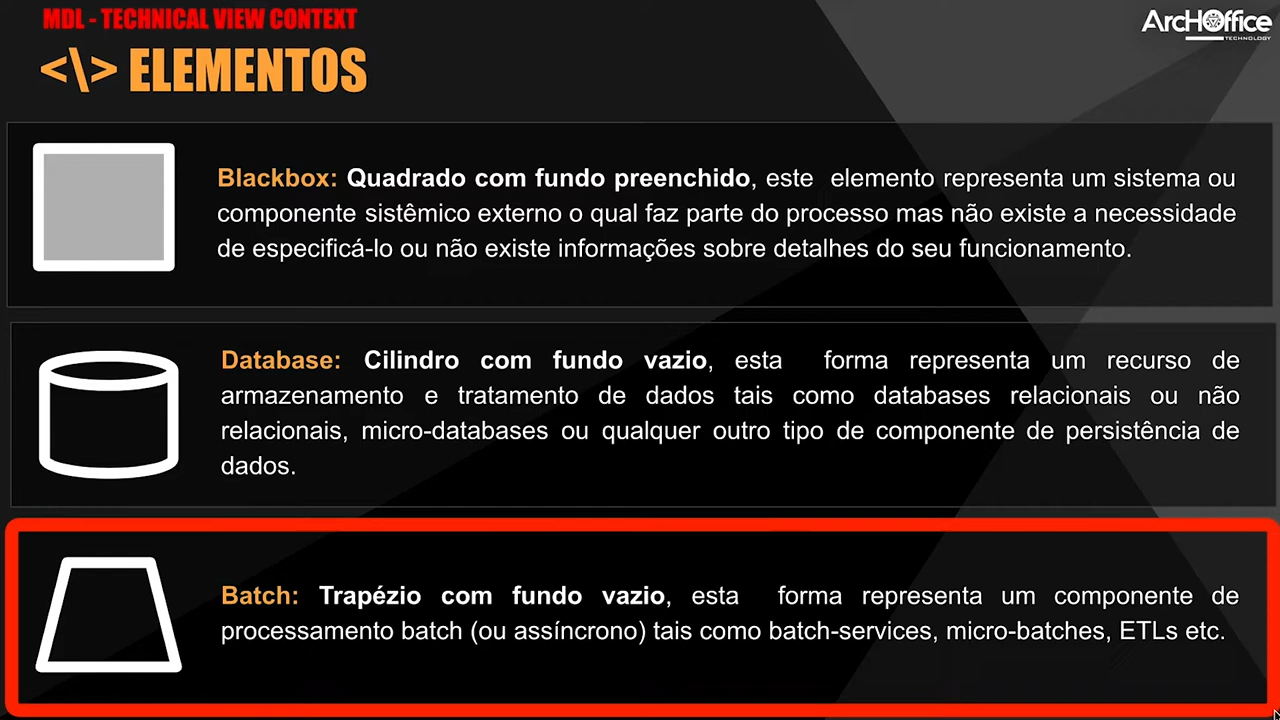 MDL - TECHNICAL VIEW CONTEXT
ArcHOffice
TECHNOLOGY
<\> ELEMENTOS
Blackbox: Quadrado com fundo preenchido, este elemento representa um sistema ou
componente sistêmico externo o qual faz parte do processo mas não existe a necessidade
de especificá-lo ou não existe informações sobre detalhes do seu funcionamento.
Database: Cilindro com fundo vazio, esta forma representa um recurso de
armazenamento e tratamento de dados tais como databases relacionais ou não
relacionais, micro-databases ou qualquer outro tipo de componente de persistência de
dados.
Batch: Trapézio com fundo vazio, esta forma representa um componente de
processamento batch (ou assíncrono) tais como batch-services, micro-batches, ETLs etc.